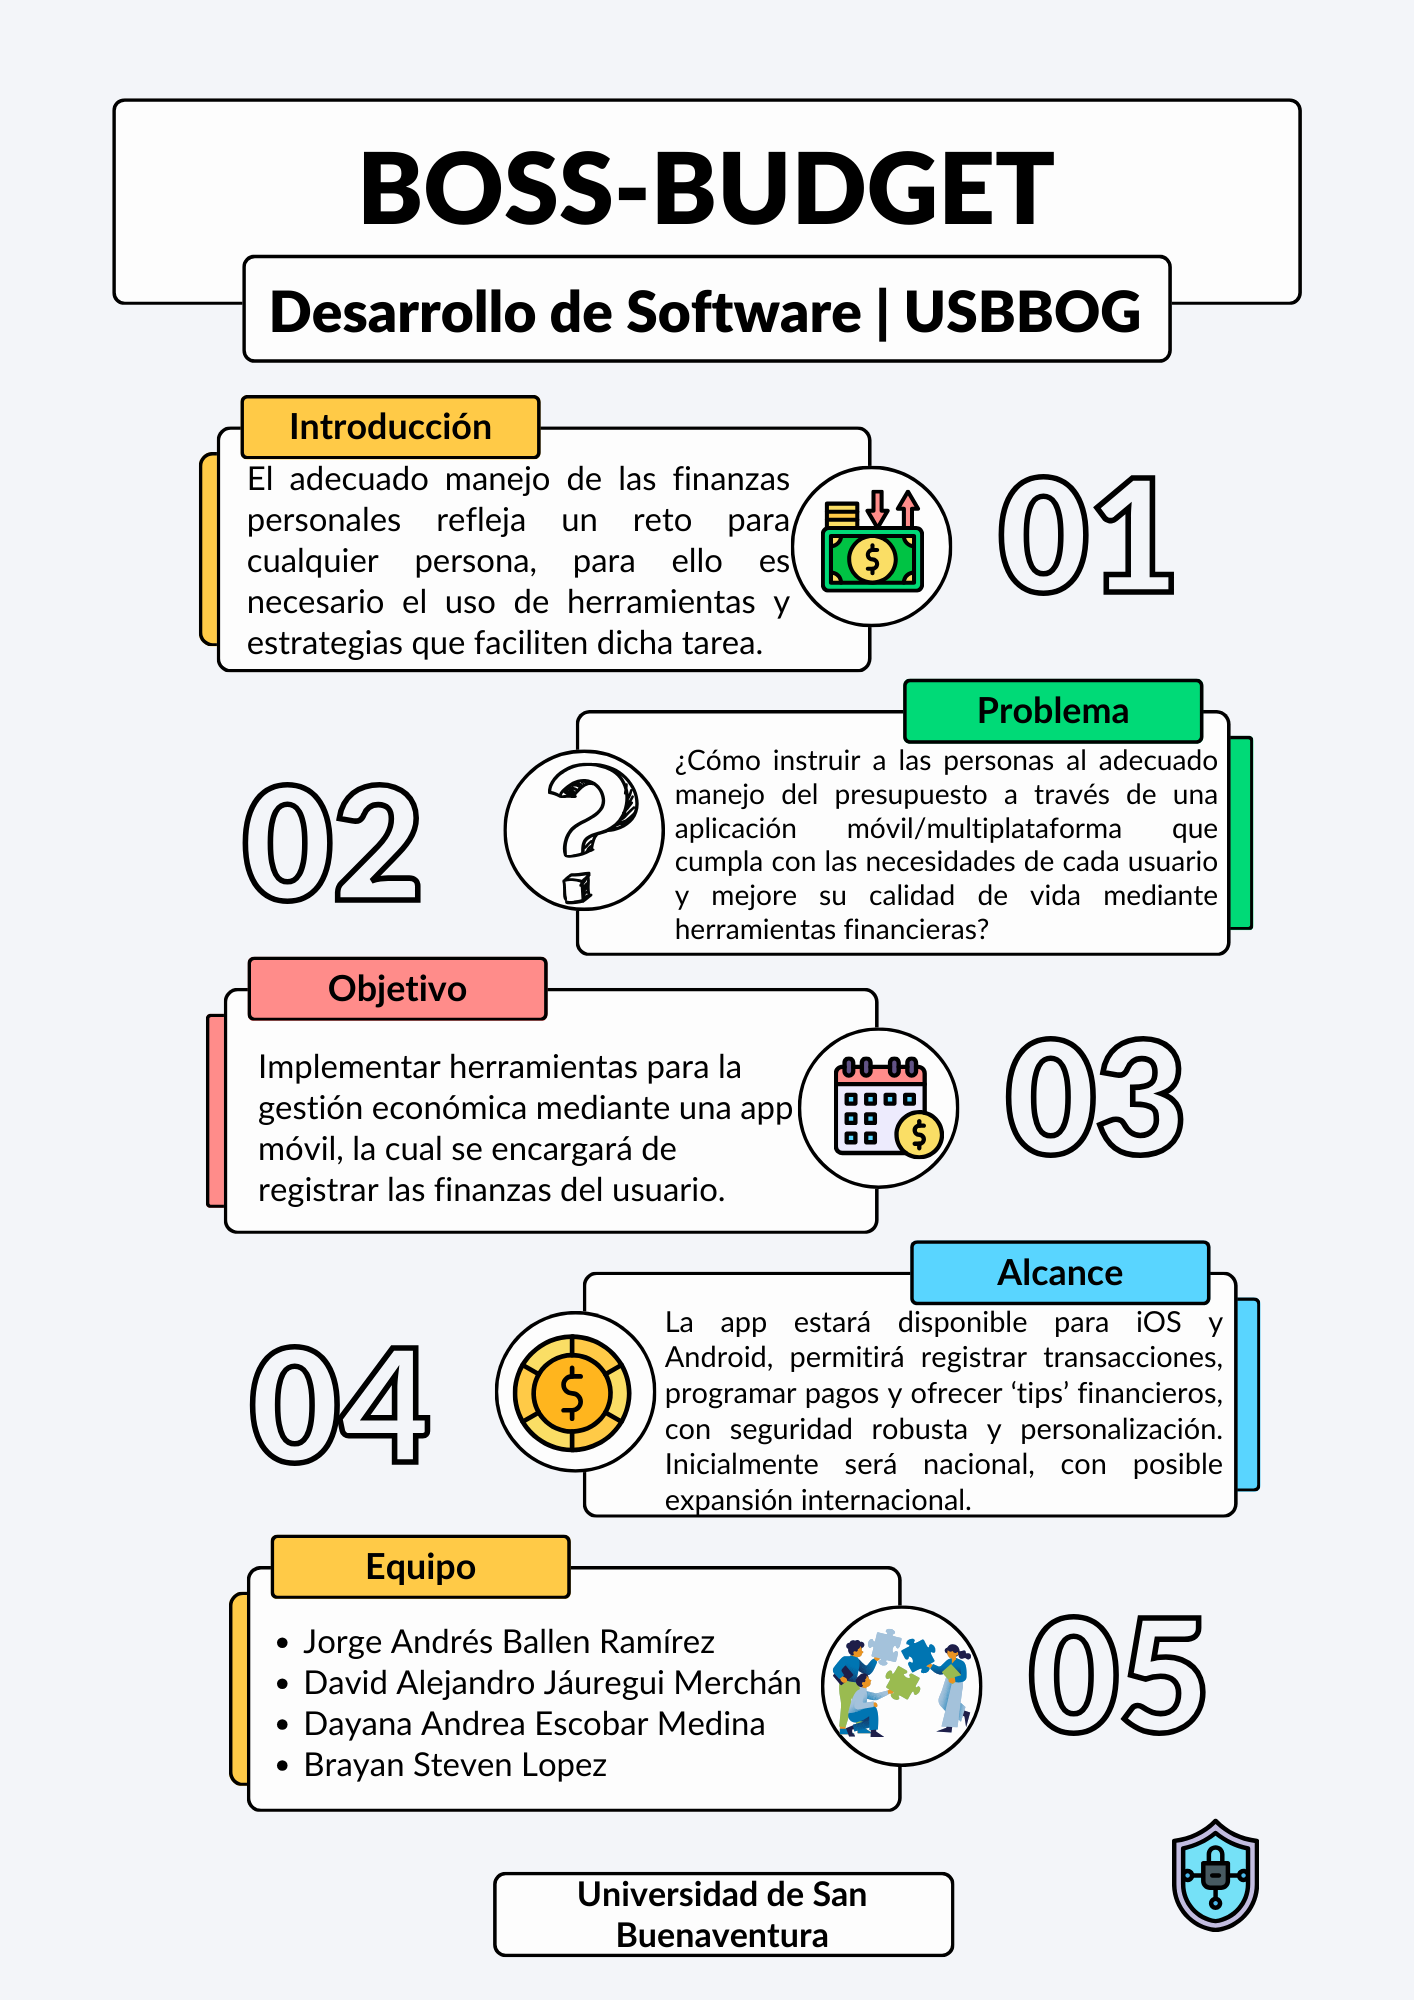 BOSS-BUDGET
Desarrollo de Software | USBBOG
Introducción
El adecuado manejo de las finanzas
personales refleja un reto para
cualquier persona, para ello es
necesario el uso de herramientas y
estrategias que faciliten dicha tarea.
01
Problema
¿Cómo instruir a las personas al adecuado
manejo del presupuesto a través de una
aplicación móvil/multiplataforma que
cumpla con las necesidades de cada usuario
y mejore su calidad de vida mediante
herramientas financieras?
02
?
Objetivo
Implementar herramientas para la
gestión económica mediante una app
móvil, la cual se encargará de
registrar las finanzas del usuario.
03
Alcance
La app estará disponible para iOS y
Android, permitirá registrar transacciones,
programar pagos y ofrecer ‘tips’ financieros,
con seguridad robusta y personalización.
Inicialmente será nacional, con posible
expansión internacional.
04
Equipo
• Jorge Andrés Ballen Ramírez
• David Alejandro Jáuregui Merchán
• Dayana Andrea Escobar Medina
• Brayan Steven Lopez
05
Universidad de San
Buenaventura